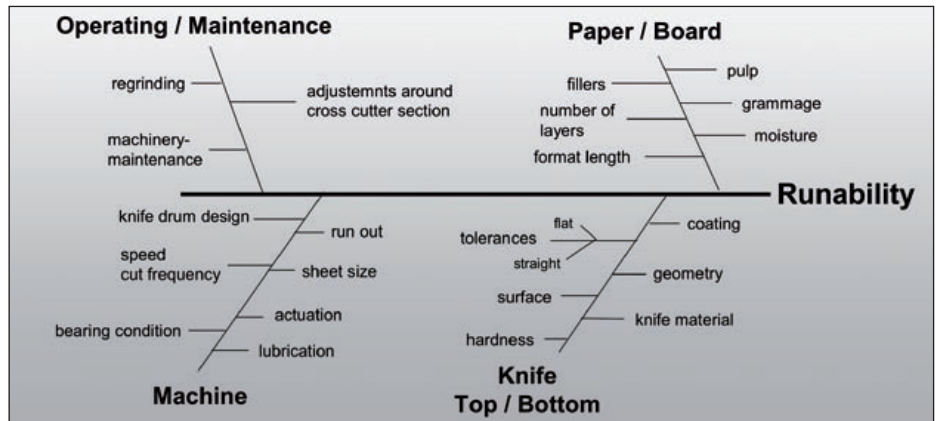 Operating / Maintenance
regrinding
adjustemnts around
cross cutter section
machinery-
maintenance
Paper / Board
pulp
fillers
grammage
number of
layers
moisture
format length
Runability
knife drum design
run out
speed
cut frequency
sheet size
actuation
bearing condition
lubrication
Machine
coating
flat
tolerances
straight
geometry
surface
knife material
hardness
Knife
Top / Bottom